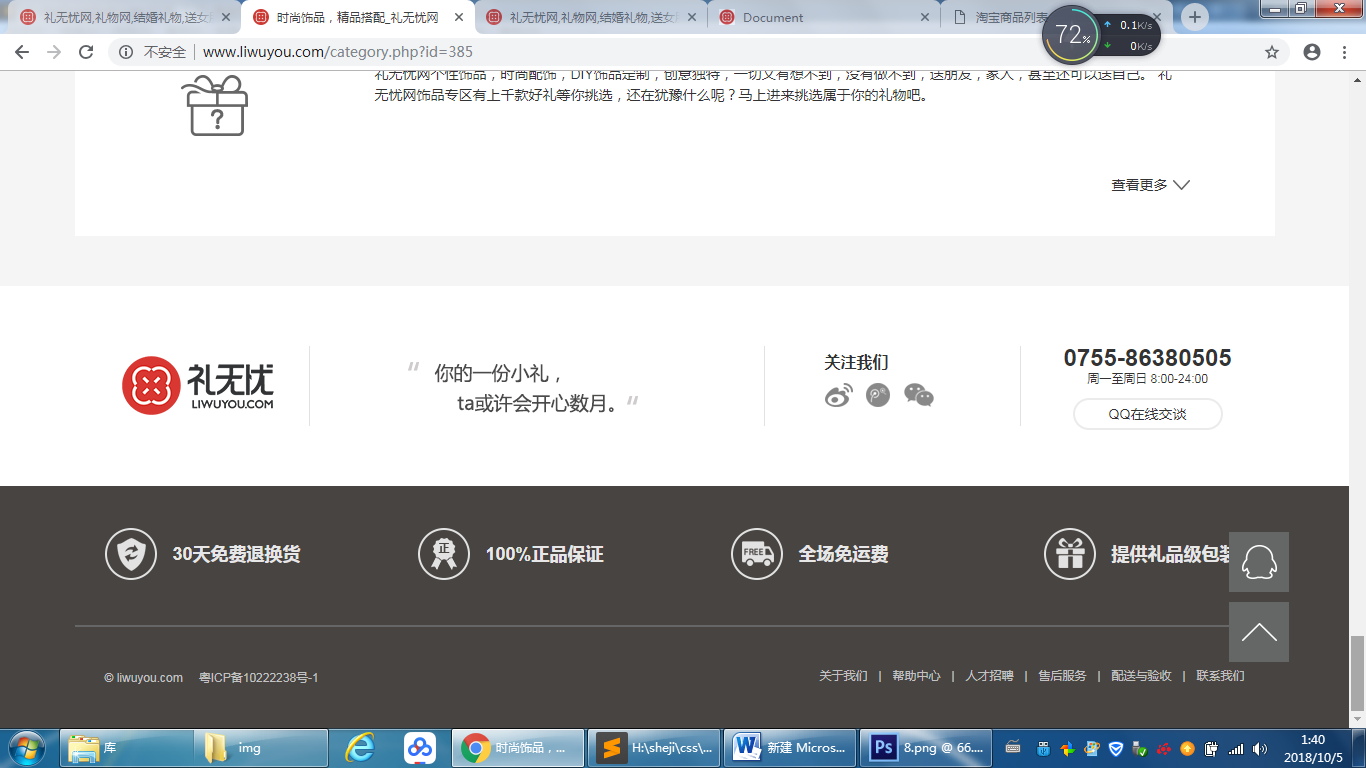 礼无忧网,礼物网,结婚礼物,送女
时尚饰品，精品搭配_礼无忧网
礼无忧网,礼物网,结婚礼物,送女
Document
淘宝商品列表
72%
0.1K/s
0K/s
不安全
www.liwuyou.com/category.php?id=385
礼无忧网个性饰品，时尚配饰，DIY饰品定制，创意独特，一切又有想不到，没有做不到，送朋友，家人，甚至还可以送自己。 礼
无忧网饰品专区有上千款好礼等你挑选，还在犹豫什么呢？马上进来挑选属于你的礼物吧。
?
查看更多
礼无忧
LIWUYOU.COM
“你的一份小礼，
ta或许会开心数月。”
关注我们
0755-86380505
周一至周日 8:00-24:00
QQ在线交谈
30天免费退换货
正
100%正品保证
FREE
全场免运费
提供礼品级包装
© liwuyou.com 粤ICP备10222238号-1
关于我们 | 帮助中心 | 人才招聘 | 售后服务 | 配送与验收 | 联系我们
库
img
时尚饰品，...
H:\sheji\css\...
新建 Micros...
Ps
8.png @ 66....
1:40
2018/10/5